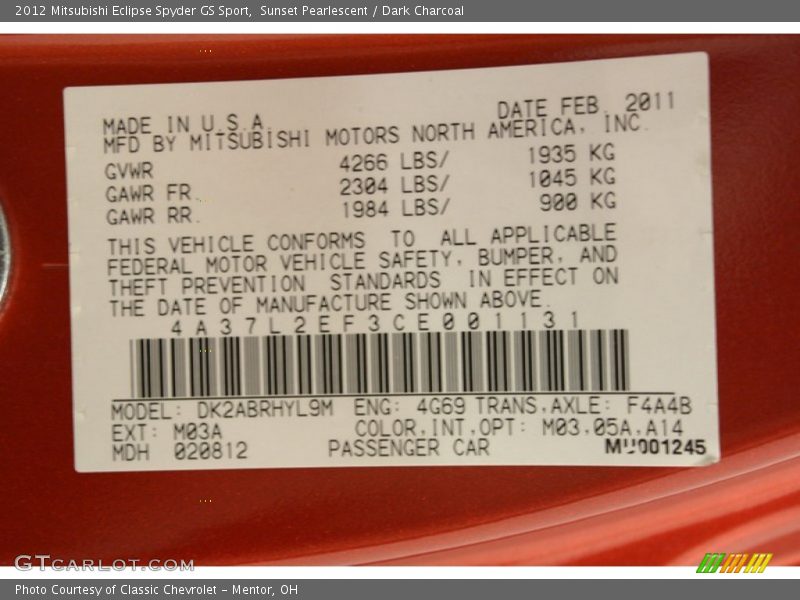 2012 Mitsubishi Eclipse Spyder GS Sport,  Sunset Pearlescent / Dark Charcoal
MADE IN U.S.A. DATE FEB. 2011
MFD BY MITSUBISHI MOTORS NORTH AMERICA, INC.
GVWR 4266 LBS/ 1935 KG
GAWR FR. 2304 LBS/ 1045 KG
GAWR RR. 1984 LBS/ 900 KG
THIS VEHICLE CONFORMS TO ALL APPLICABLE
FEDERAL MOTOR VEHICLE SAFETY, BUMPER, AND
THEFT PREVENTION STANDARDS IN EFFECT ON
THE DATE OF MANUFACTURE SHOWN ABOVE.
4A37L2EF3CE001131
MODEL: DK2ABRHYL9M ENG: 4G69 TRANS.AXLE: F4A4B
EXT: M03A COLOR.INT.OPT: M03.05A.A14
MDH 020812 PASSENGER CAR MU001245
GTCARLOT.COM
Photo Courtesy of Classic Chevrolet - Mentor, OH